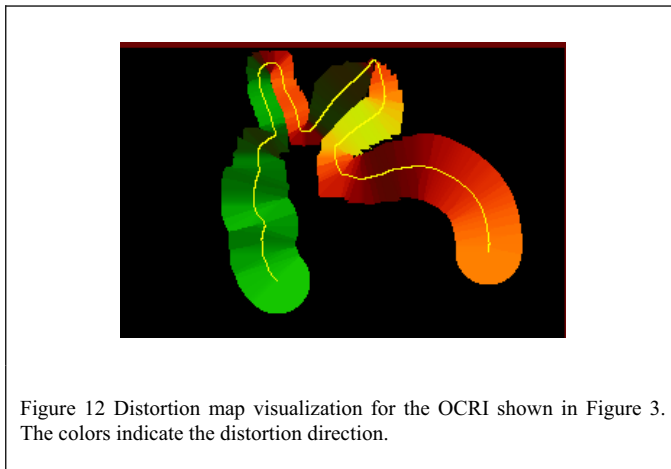 Figure 12 Distortion map visualization for the OCRI shown in Figure 3.
The colors indicate the distortion direction.